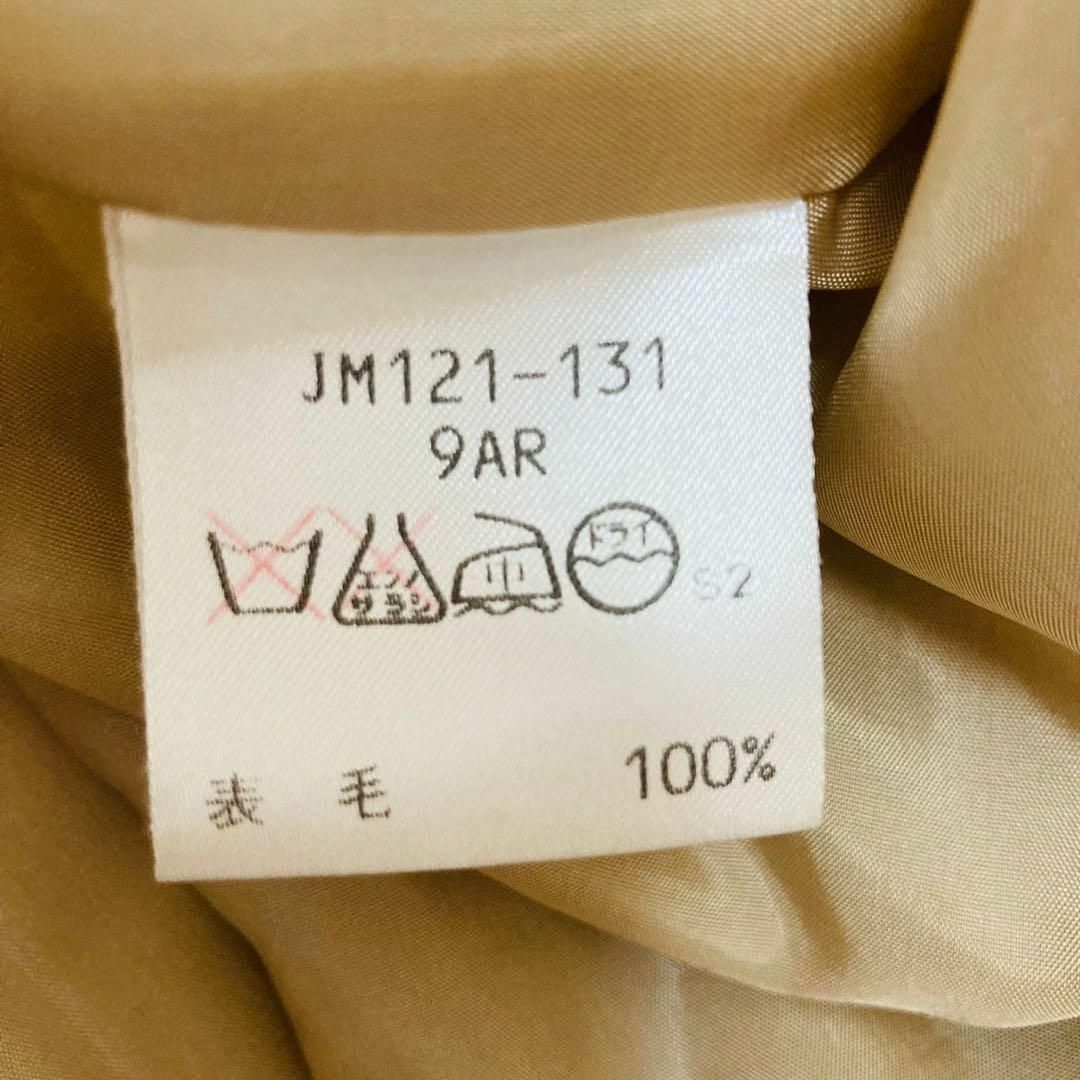 JM121-131
9AR
エンソ
サラシ
中
ドライ
S2
表 毛 100%